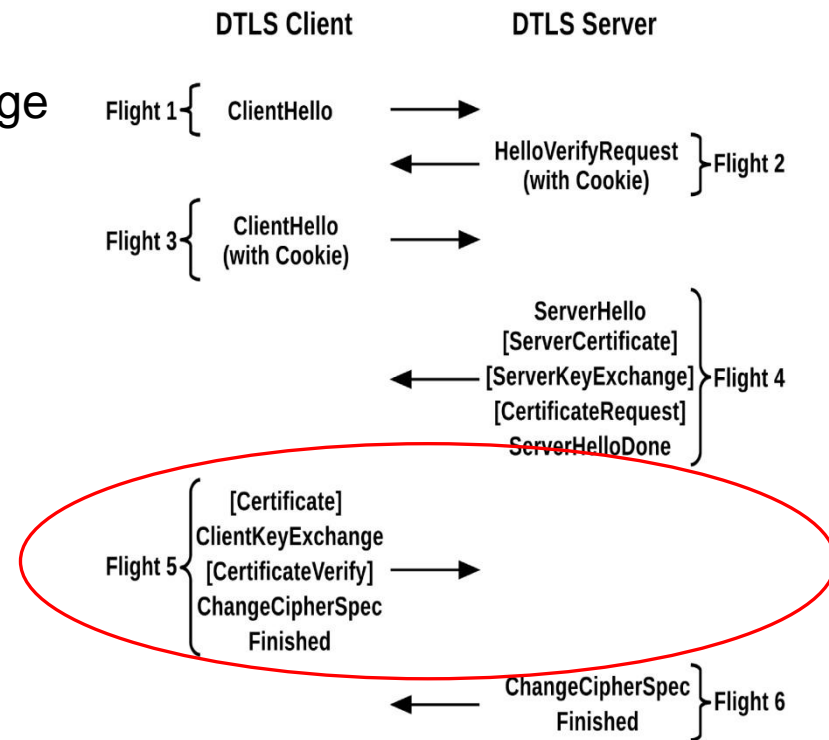 DTLS Client DTLS Server
ge
Flight 1 ClientHello
HelloVerifyRequest
(with Cookie)
Flight 2
Flight 3
ClientHello
(with Cookie)
ServerHello
[ServerCertificate]
[ServerKeyExchange]
[CertificateRequest]
ServerHelloDone
Flight 4
Flight 5
[Certificate]
ClientKeyExchange
[CertificateVerify]
ChangeCipherSpec
Finished
ChangeCipherSpec
Finished
Flight 6